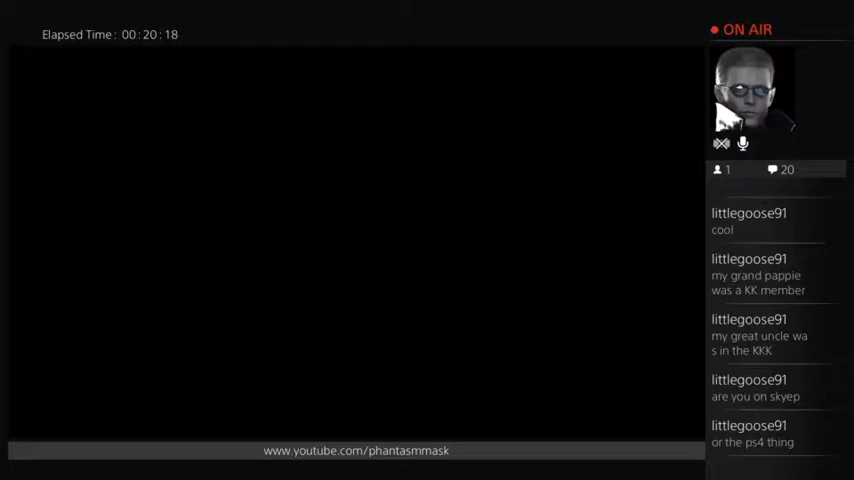 Elapsed Time: 00:20:18
ON AIR
1 20
littlegoose91
cool
littlegoose91
my grand pappie
was a KK member
littlegoose91
my great uncle wa
s in the KKK
littlegoose91
are you on skyep
littlegoose91
or the ps4 thing
www.youtube.com/phantasmmask